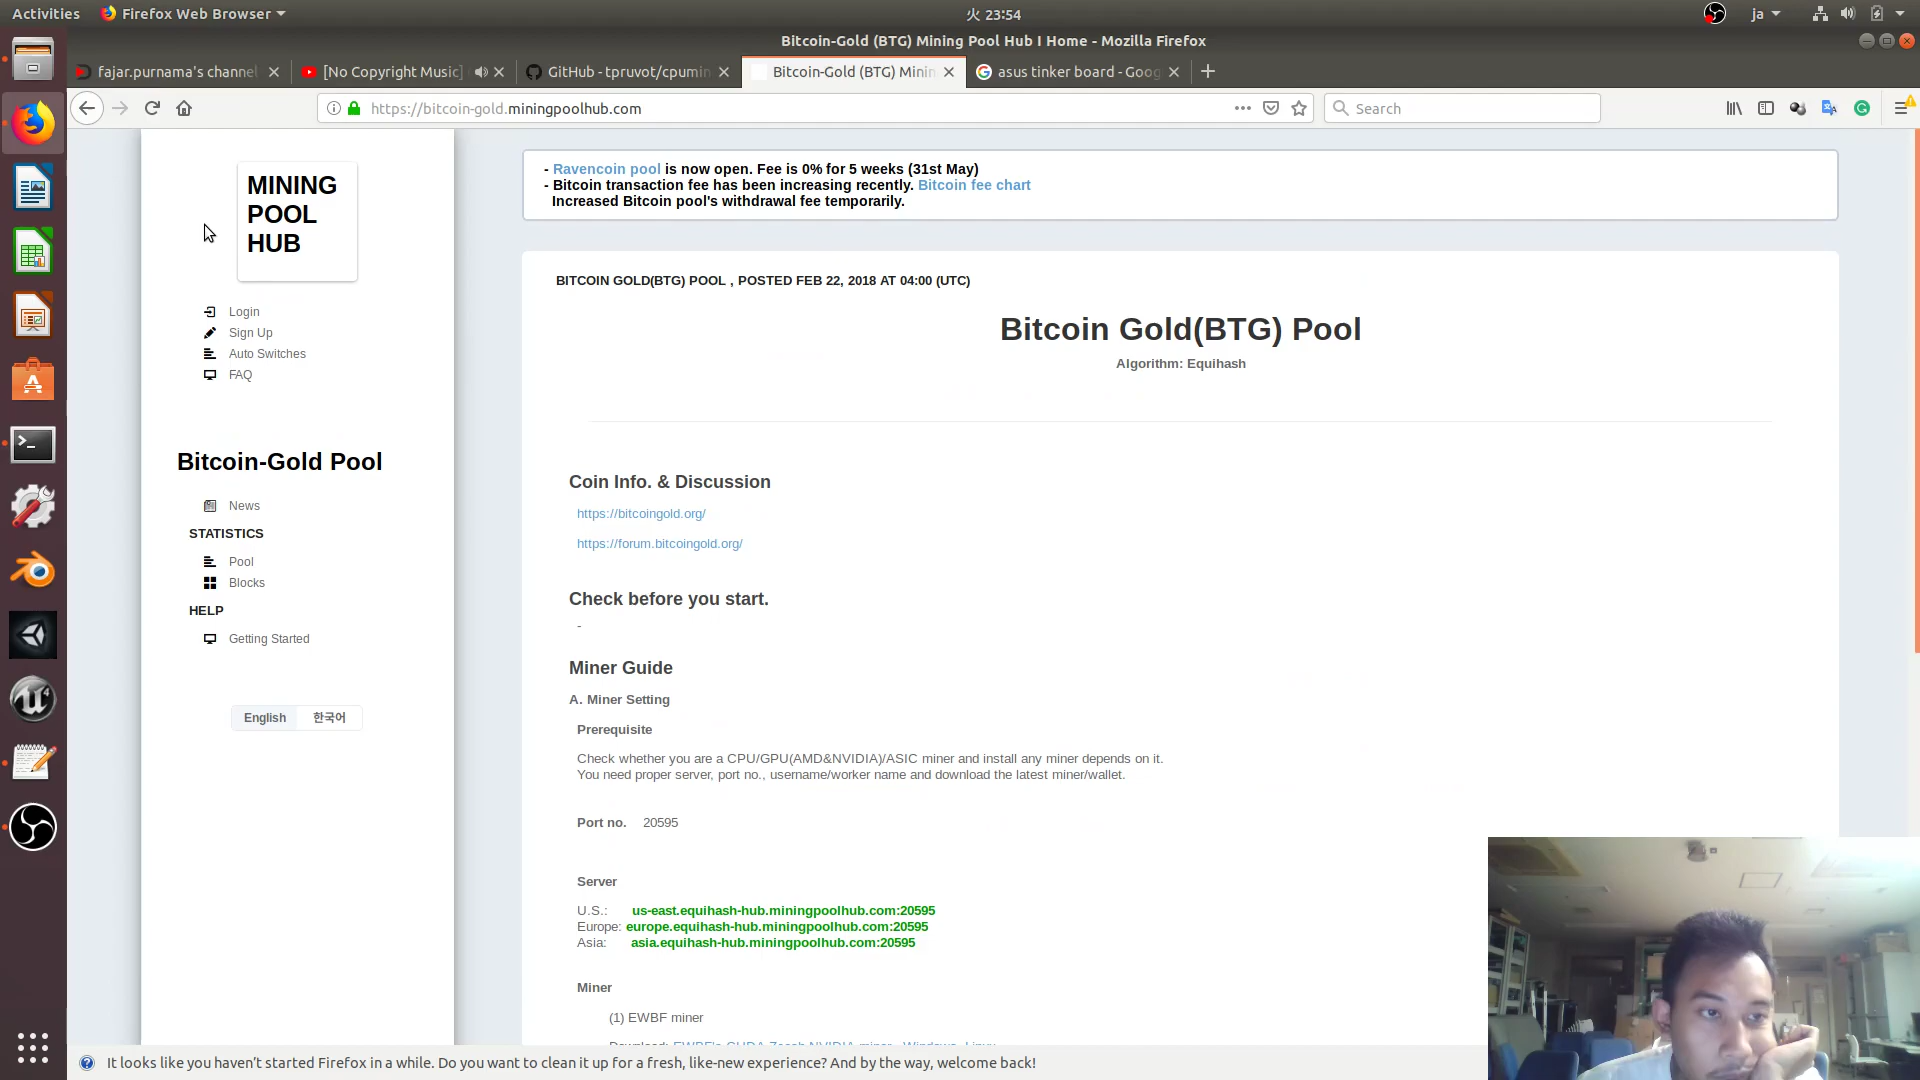 Activities
Firefox Web Browser
火 23:54
ja
Bitcoin-Gold (BTG) Mining Pool Hub I Home - Mozilla Firefox
fajar.purnama's channel
[No Copyright Music]
GitHub - tpruvot/cpumin
Bitcoin-Gold (BTG) Minin
asus tinker board - Goog
https://bitcoin-gold.miningpoolhub.com
Search
MINING
POOL
HUB
Login
Sign Up
Auto Switches
FAQ
Bitcoin-Gold Pool
News
STATISTICS
Pool
Blocks
HELP
Getting Started
English
한국어
- Ravencoin pool is now open. Fee is 0% for 5 weeks (31st May)
- Bitcoin transaction fee has been increasing recently. Bitcoin fee chart
Increased Bitcoin pool's withdrawal fee temporarily.
BITCOIN GOLD(BTG) POOL , POSTED FEB 22, 2018 AT 04:00 (UTC)
Bitcoin Gold(BTG) Pool
Algorithm: Equihash
Coin Info. & Discussion
https://bitcoingold.org/
https://forum.bitcoingold.org/
Check before you start.
-
Miner Guide
A. Miner Setting
Prerequisite
Check whether you are a CPU/GPU(AMD&NVIDIA)/ASIC miner and install any miner depends on it.
You need proper server, port no., username/worker name and download the latest miner/wallet.
Port no. 20595
Server
U.S.: us-east.equihash-hub.miningpoolhub.com:20595
Europe: europe.equihash-hub.miningpoolhub.com:20595
Asia: asia.equihash-hub.miningpoolhub.com:20595
Miner
(1) EWBF miner
Download: EWBF's CUDA Zcash NVIDIA miner - Windows, Linux
It looks like you haven't started Firefox in a while. Do you want to clean it up for a fresh, like-new experience? And by the way, welcome back!